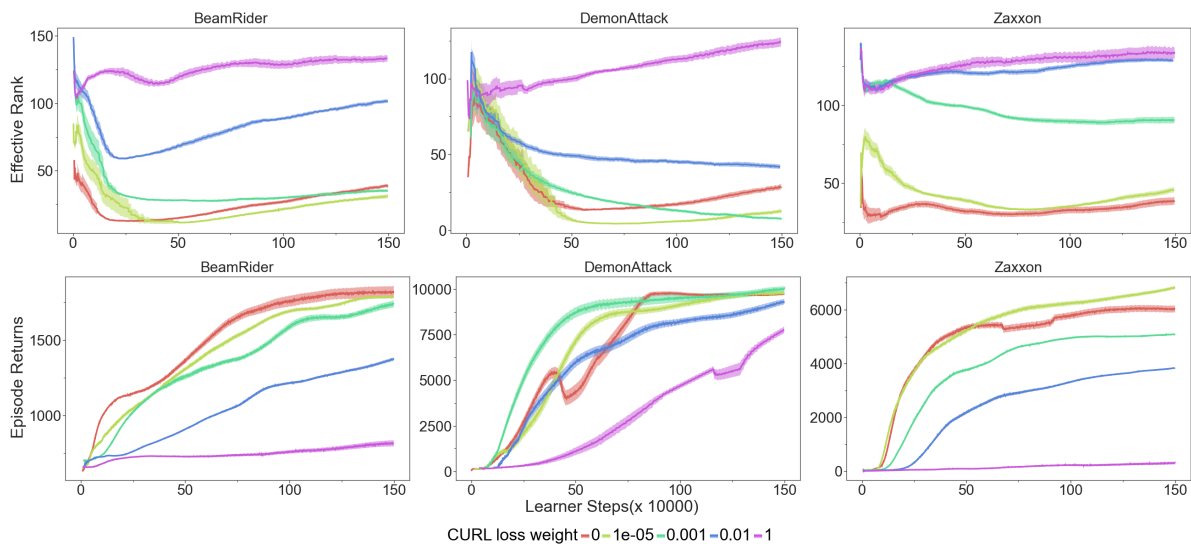 BeamRider DemonAttack Zaxxon
Effective Rank
150
100
50
0 50 100 150
100
50
0
0 50 100 150
100
50
0 50 100 150
BeamRider DemonAttack Zaxxon
Episode Returns
1500
1000
0 50 100 150
10000
7500
5000
2500
0
0 50 100 150
6000
4000
2000
0
0 50 100 150
Learner Steps(x 10000)
CURL loss weight 0 1e-05 0.001 0.01 1